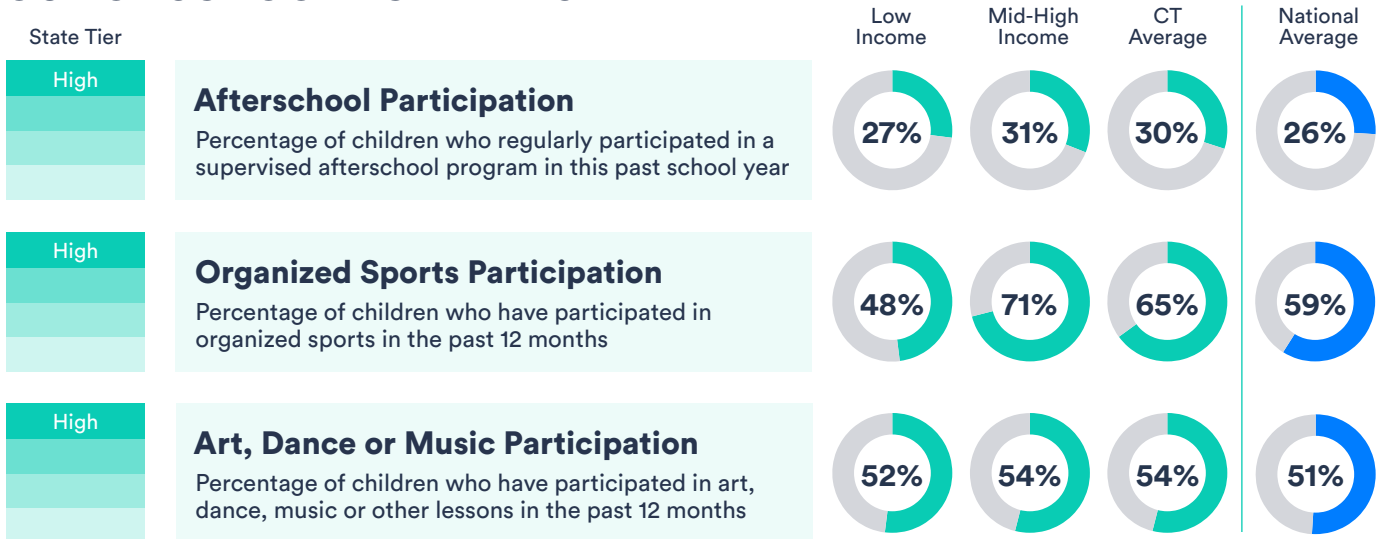 State Tier
Low
Income
Mid-High
Income
CT
Average
National
Average
High
Afterschool Participation
Percentage of children who regularly participated in a
supervised afterschool program in this past school year
27%
31%
30%
26%
High
Organized Sports Participation
Percentage of children who have participated in
organized sports in the past 12 months
48%
71%
65%
59%
High
Art, Dance or Music Participation
Percentage of children who have participated in art,
dance, music or other lessons in the past 12 months
52%
54%
54%
51%